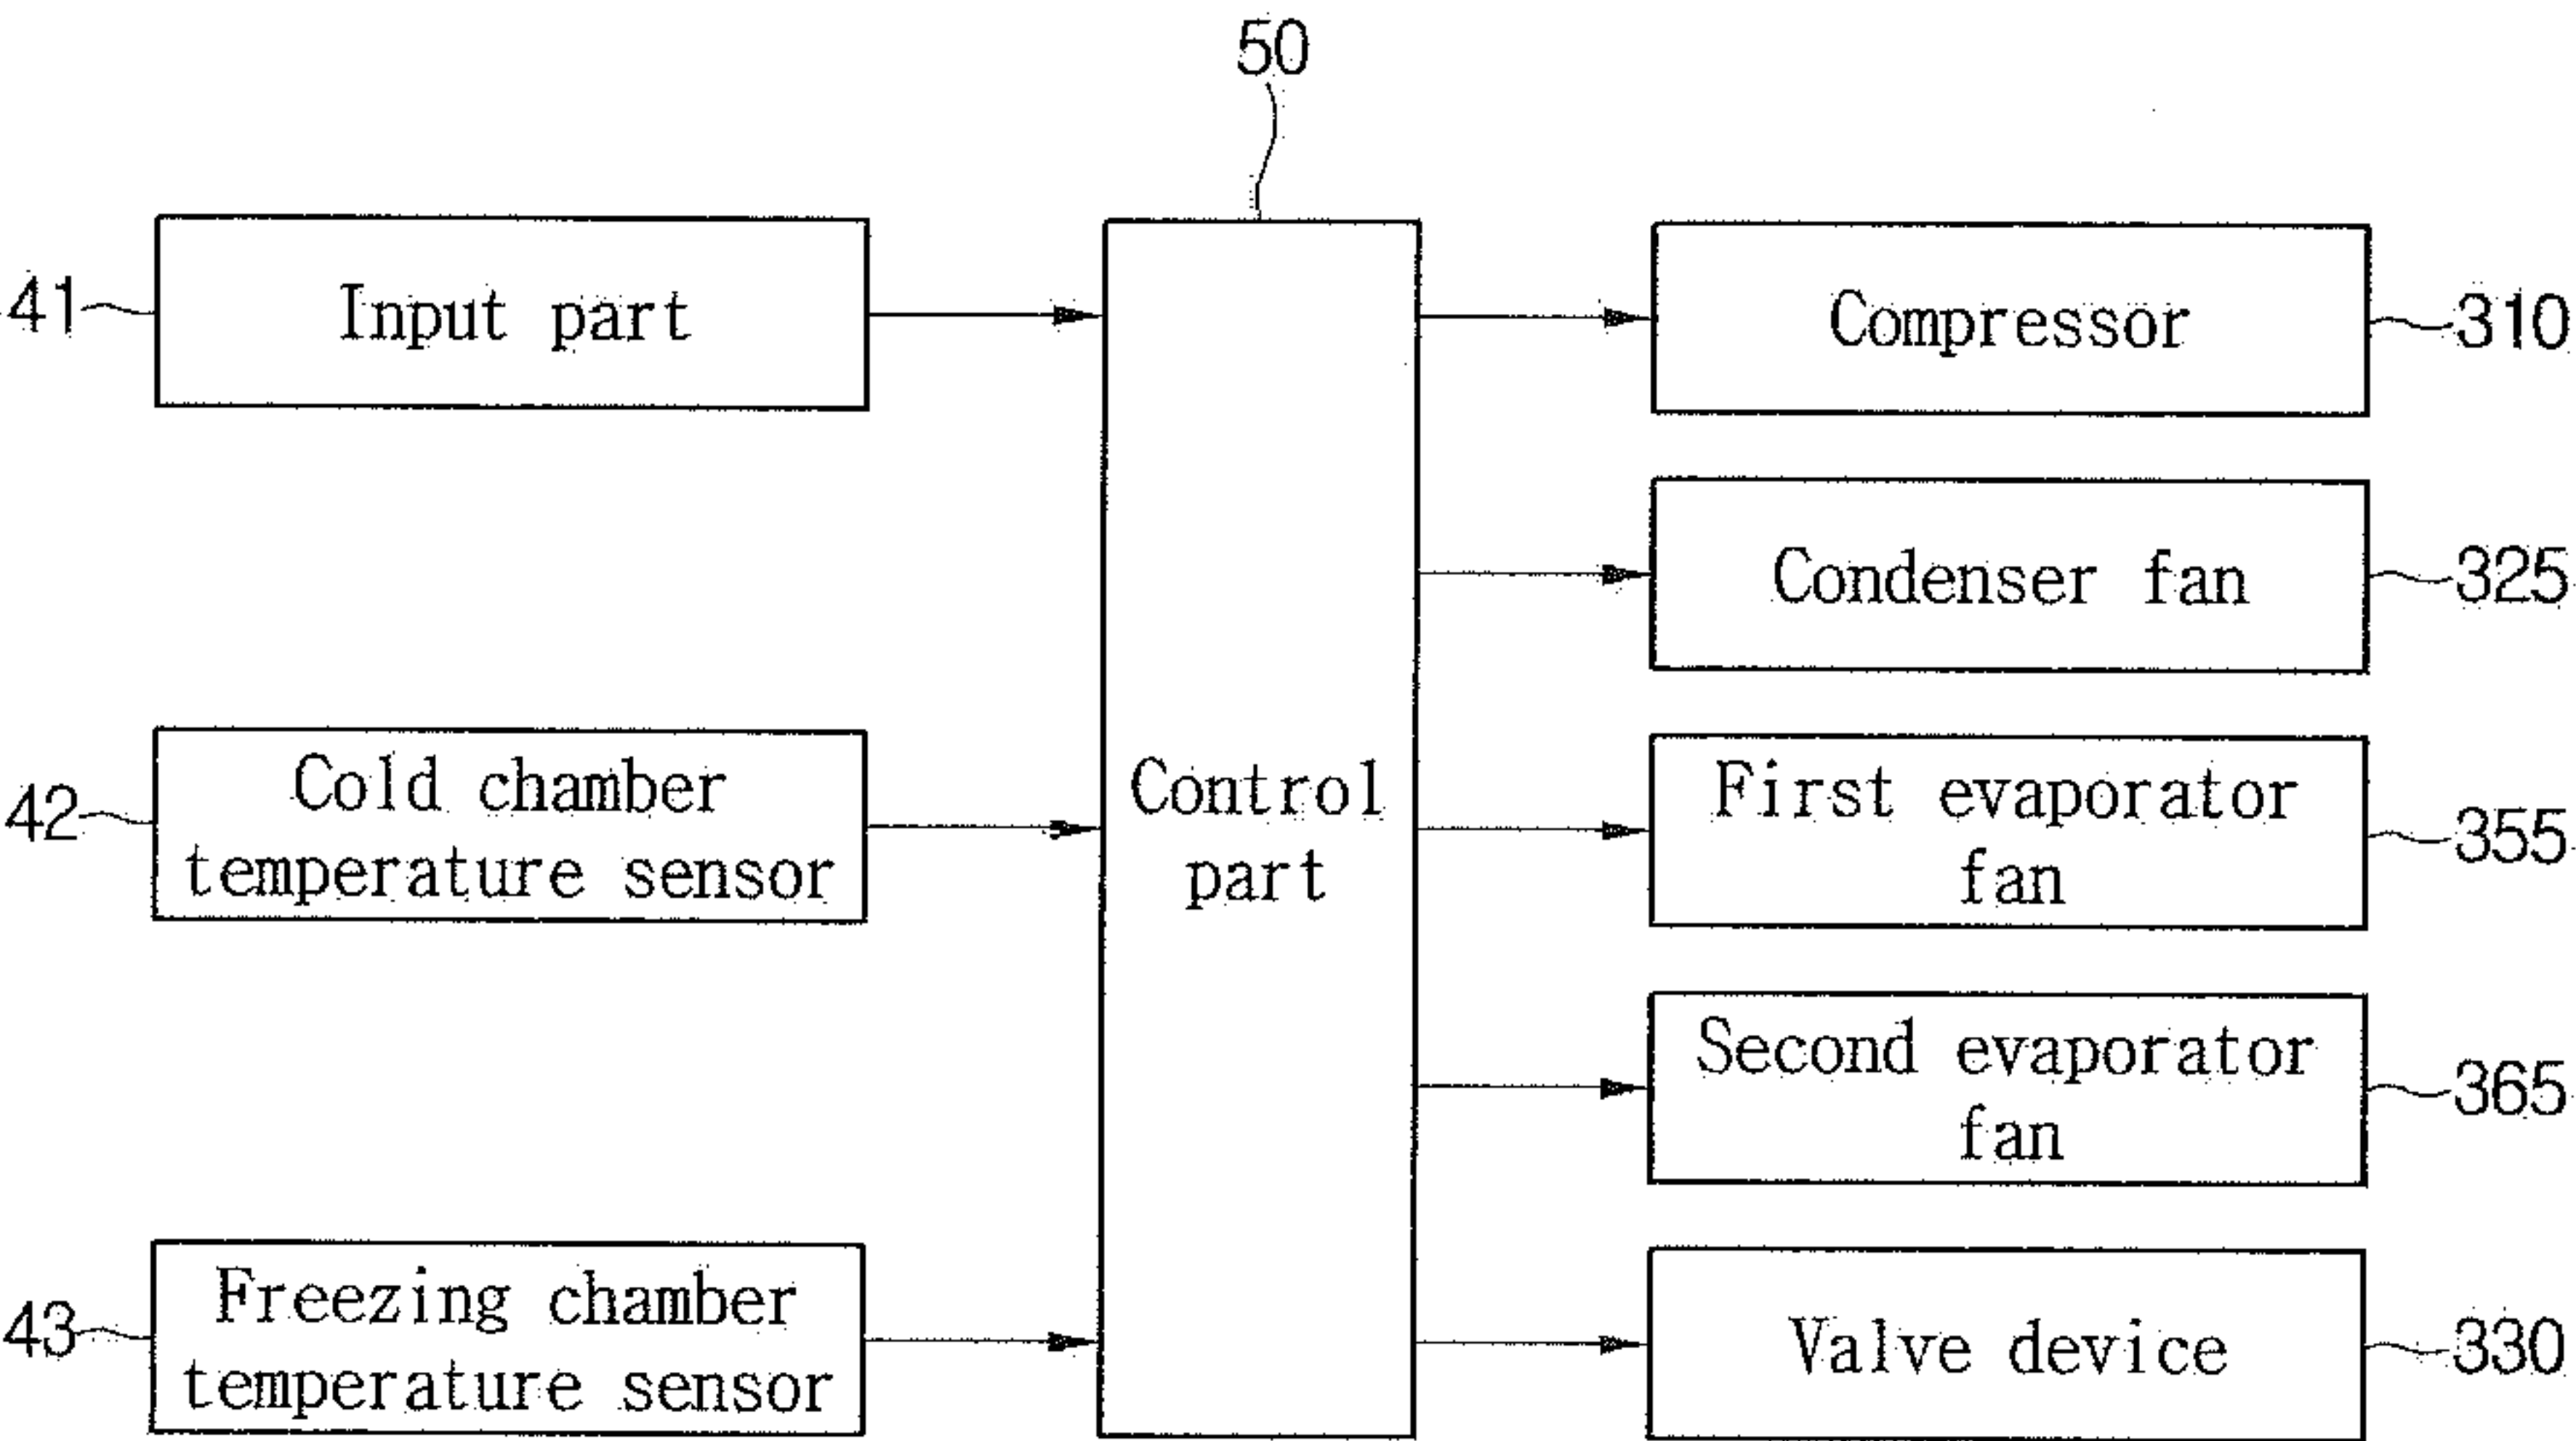 50
41
Input part
Compressor
310
Condenser fan
325
42
Cold chamber
temperature sensor
Control
part
First evaporator
fan
355
Second evaporator
fan
365
43
Freezing chamber
temperature sensor
Valve device
330